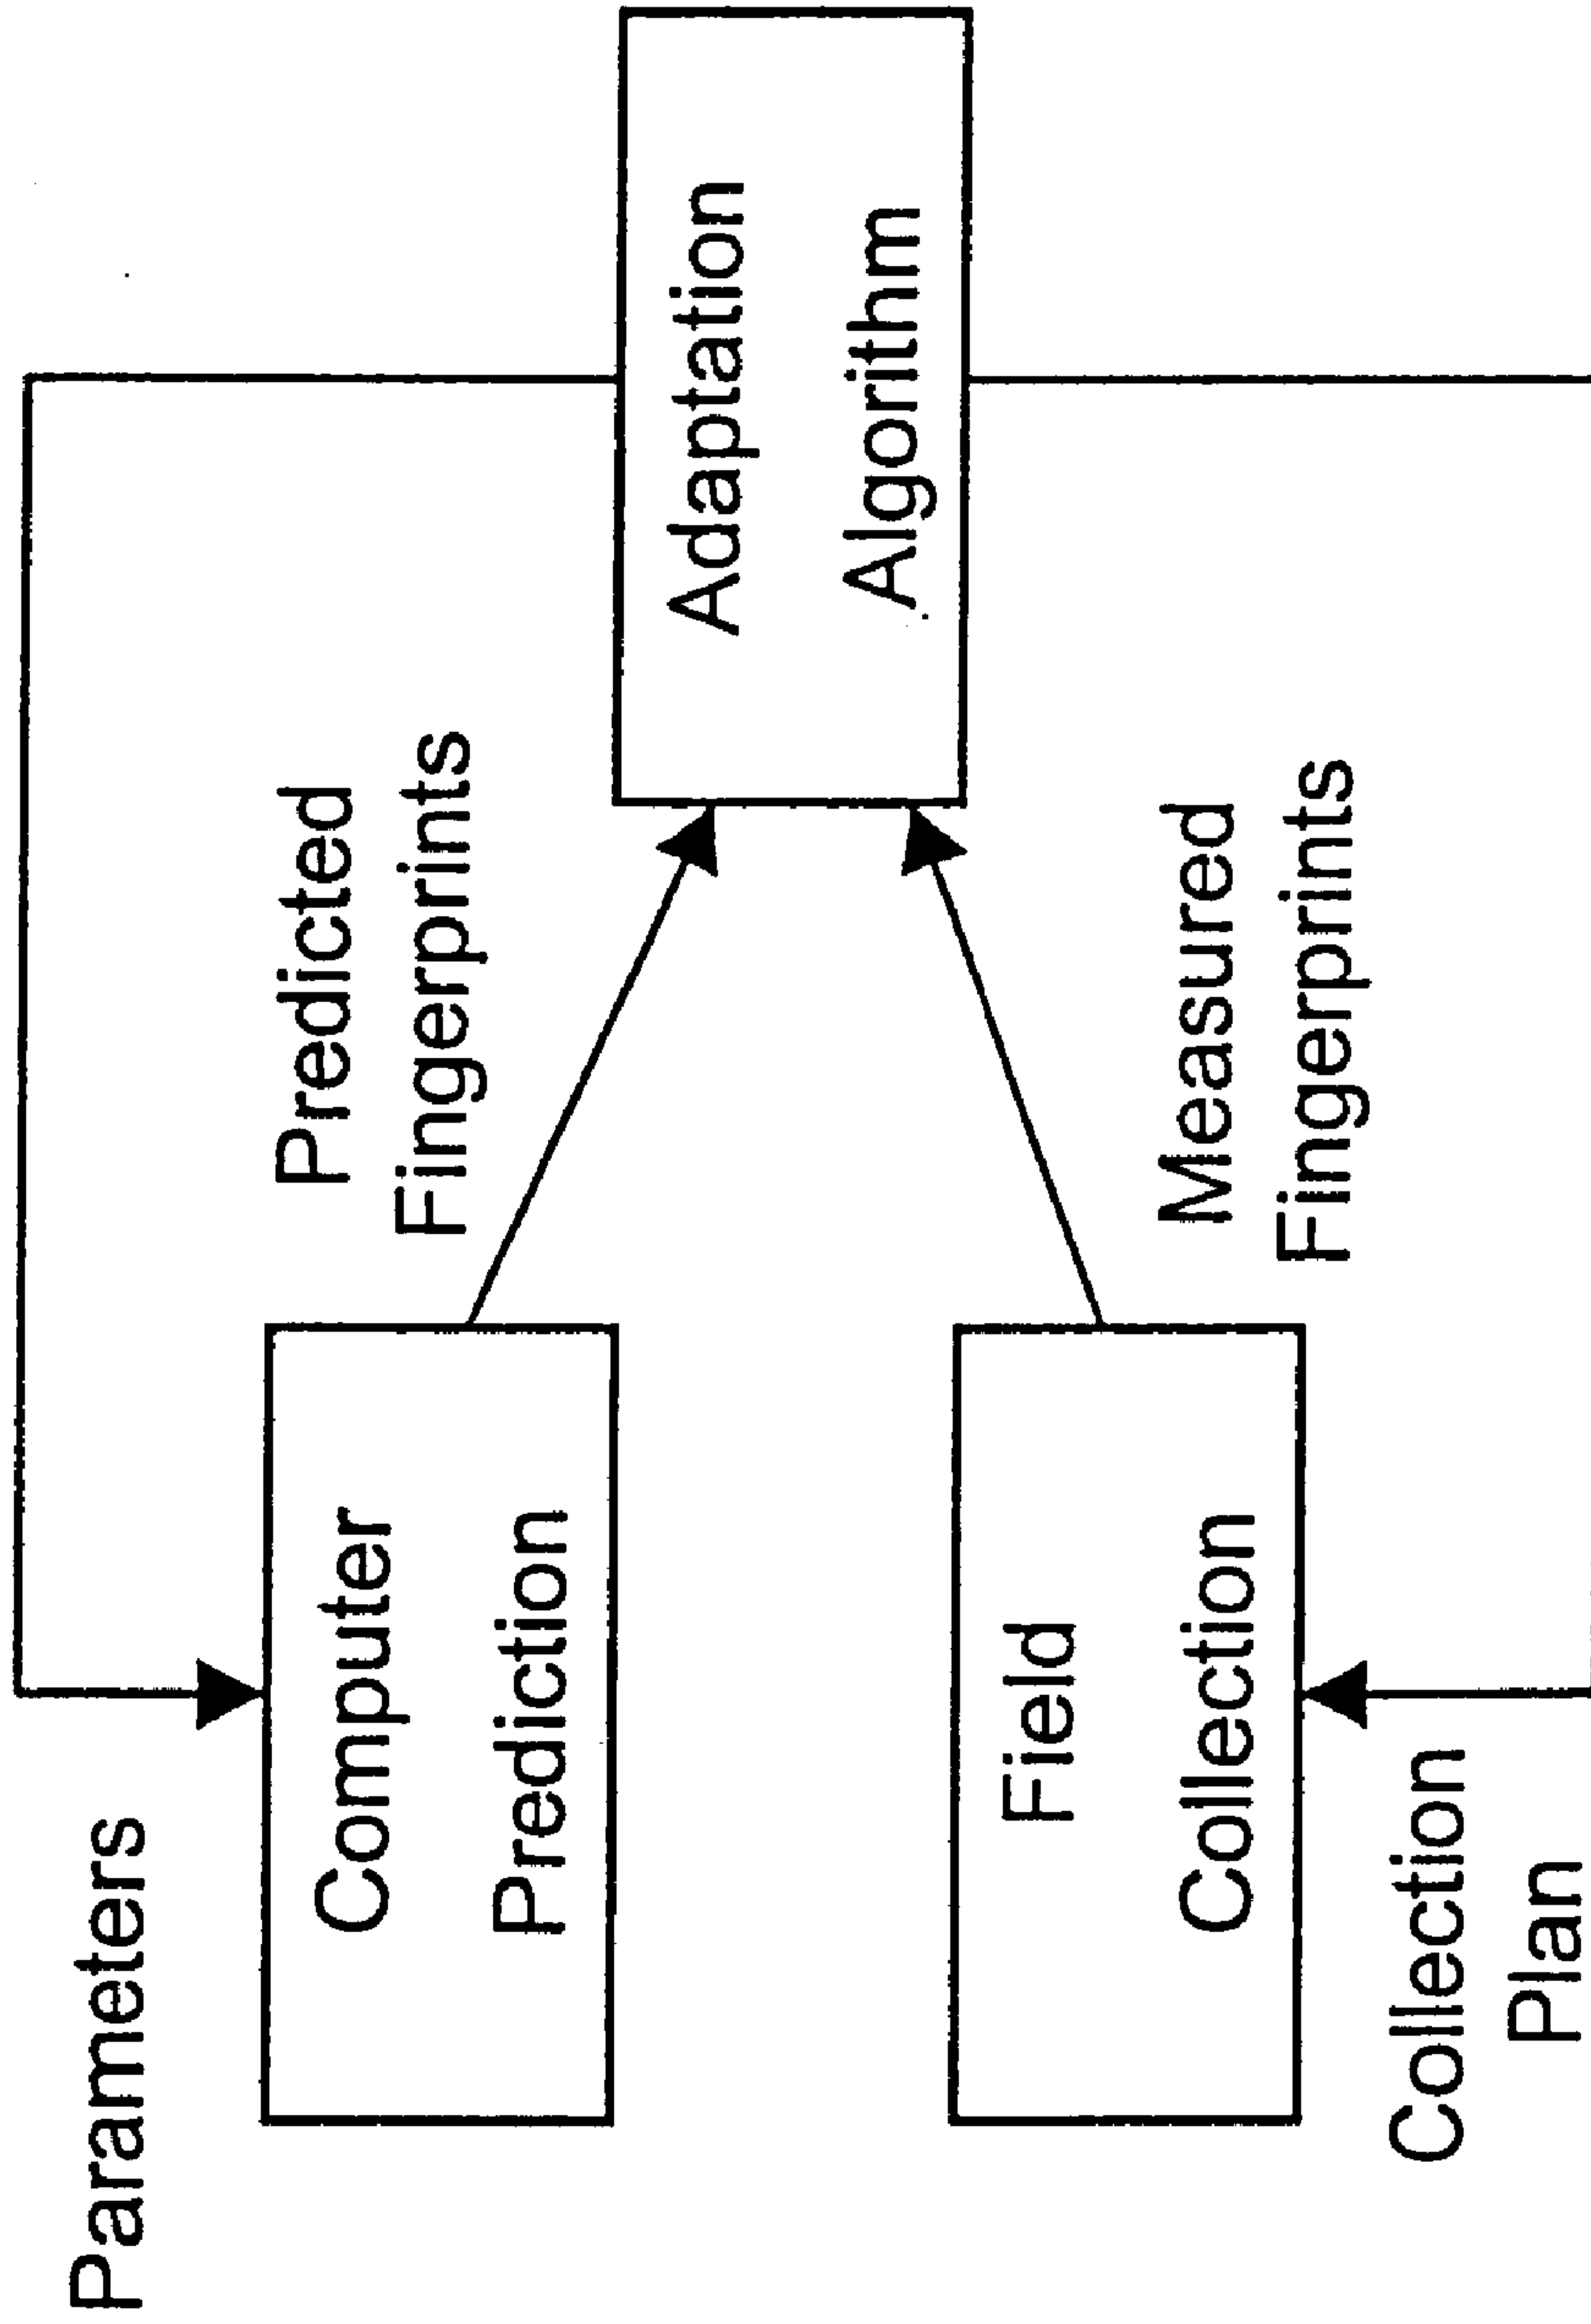 Parameters
Computer
Prediction
Predicted
Fingerprints
Adaptation
Algorithm
Field
Collection
Measured
Fingerprints
Collection
Plan